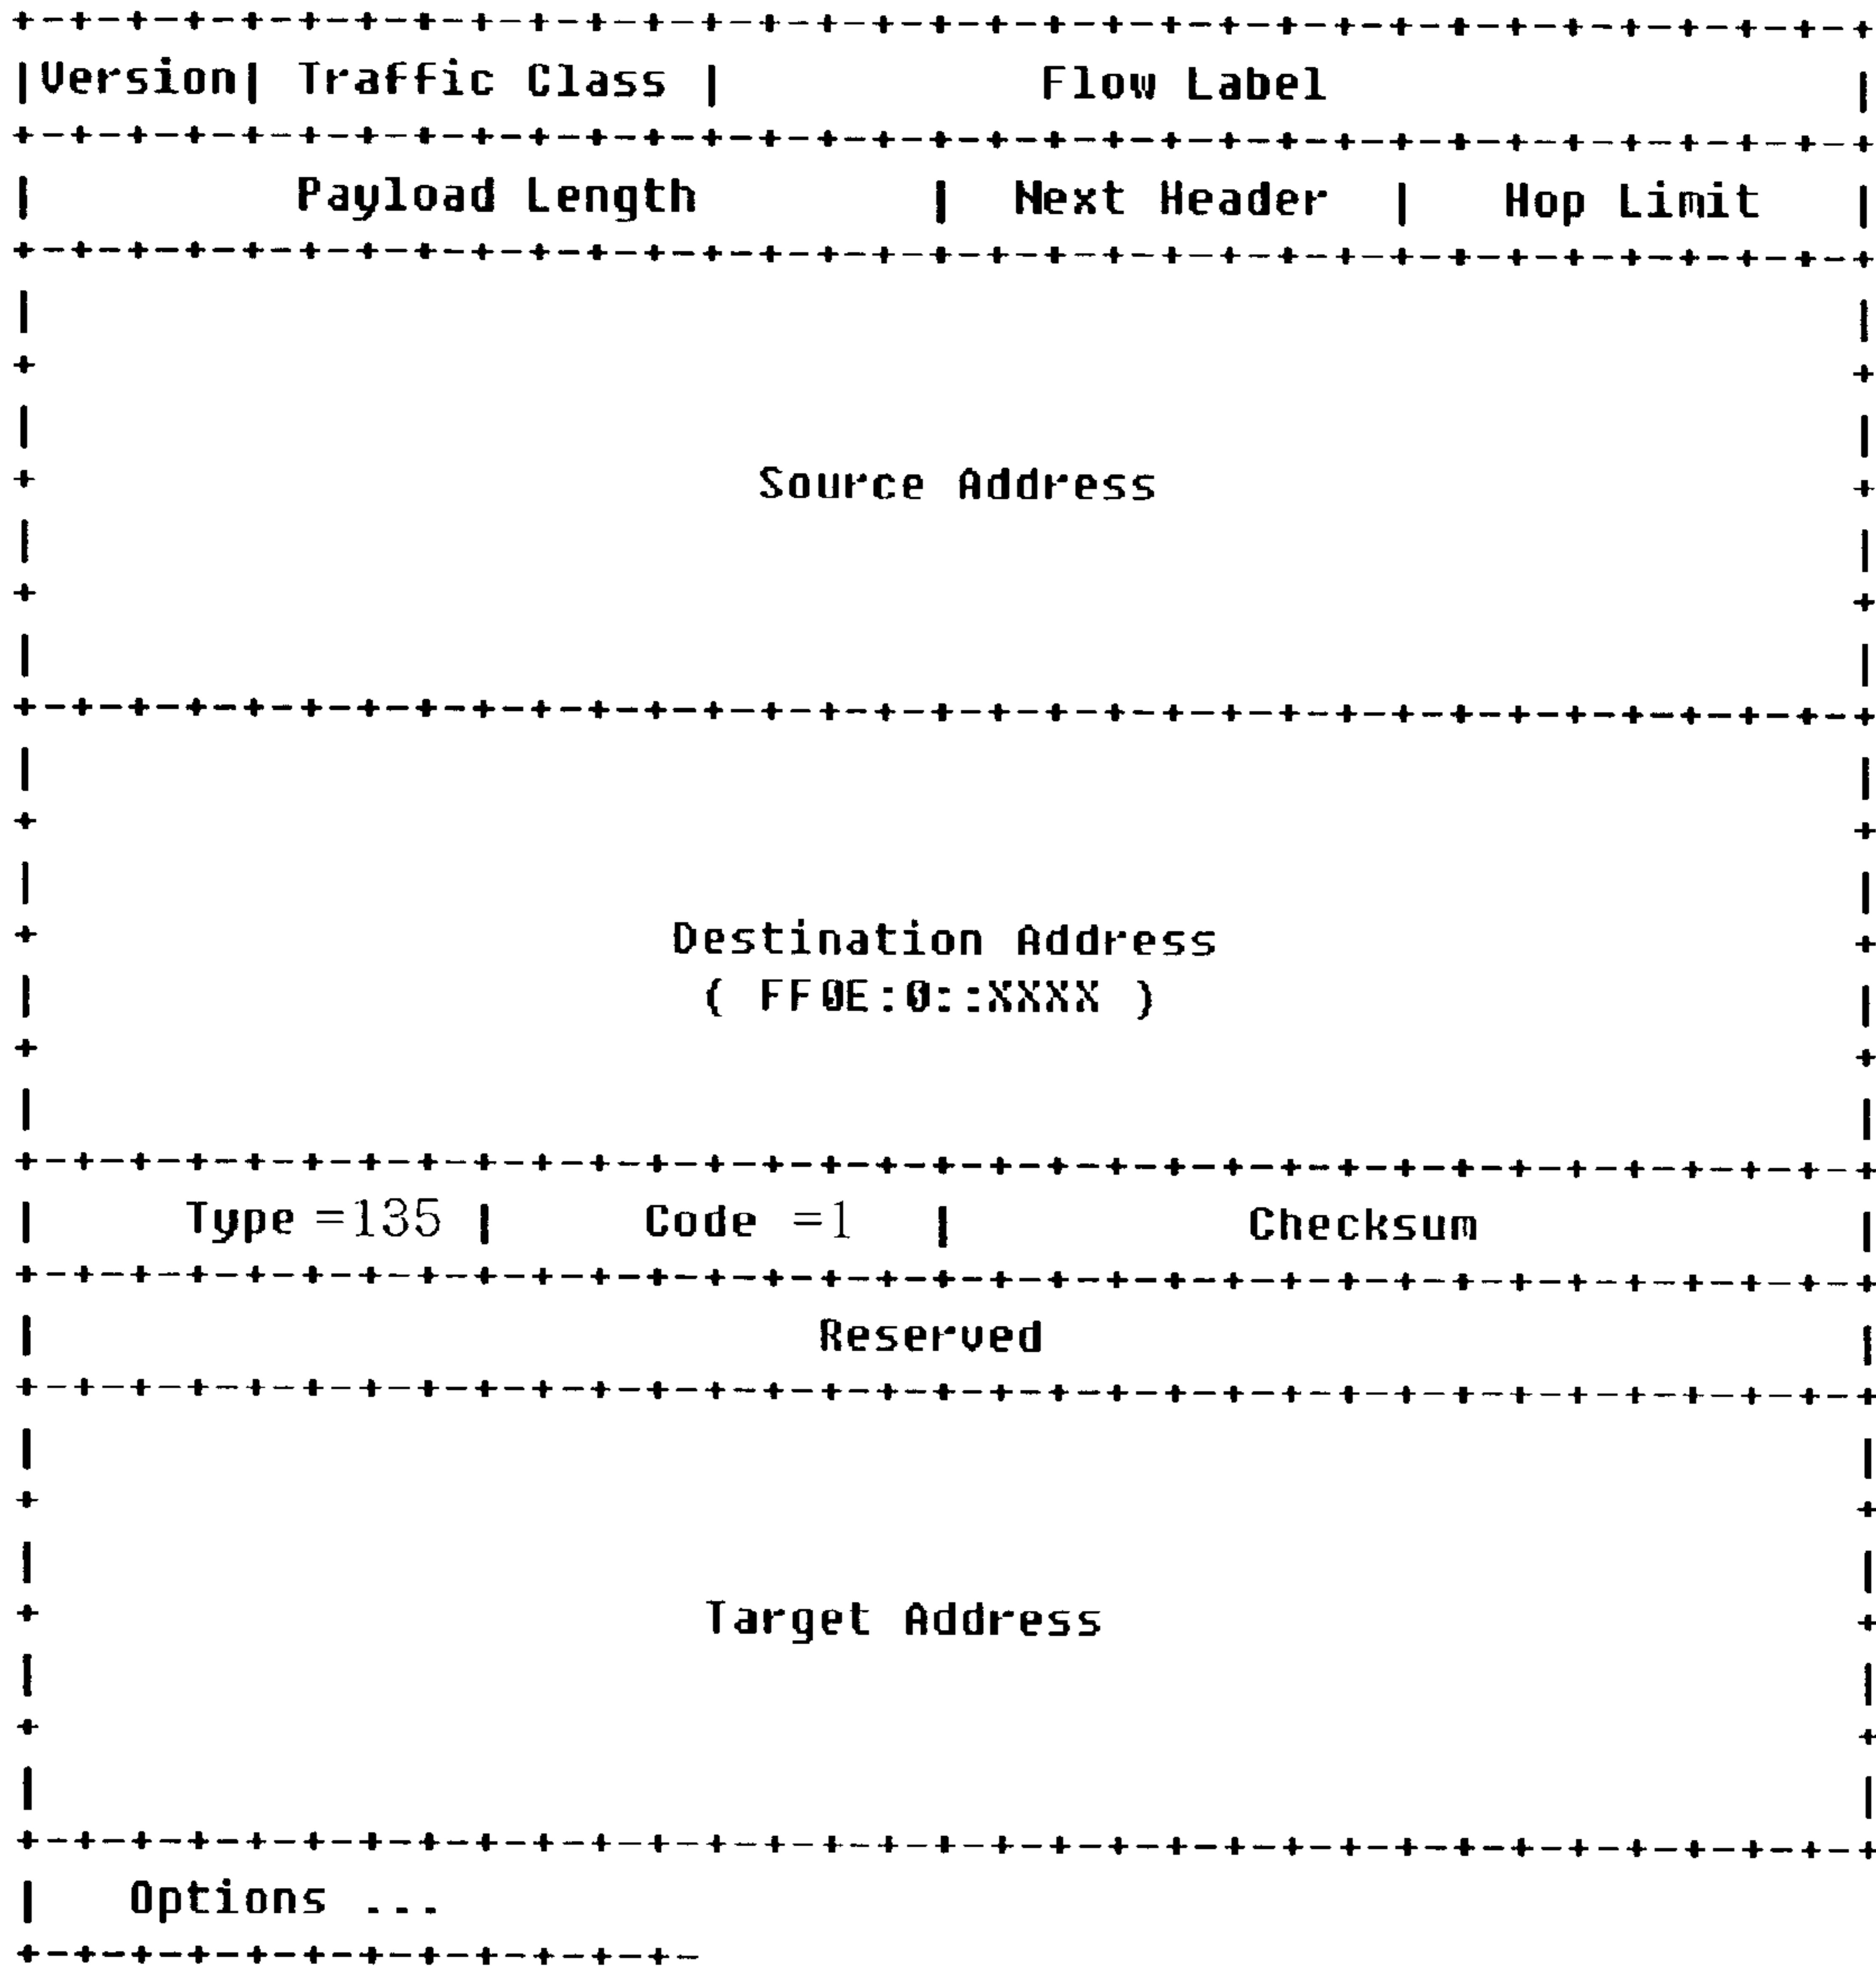 |Version| Traffic Class | Flow Label |
| Payload Length | Next Header | Hop Limit |
Source Address
Destination Address
( FF0E:0::XXXX )
| Type =135 | Code =1 | Checksum |
| Reserved |
Target Address
| Options ...